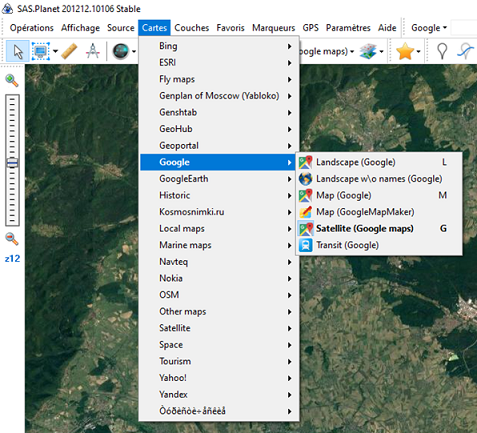 SAS.Planet 201212.10106 Stable
Opérations Affichage Source Cartes Couches Favoris Marqueurs GPS Paramètres Aide Google
oogle maps)
Bing
ESRI
Fly maps
Genplan of Moscow (Yabloko)
Genshtab
GeoHub
Geoportal
Google
GoogleEarth
Historic
Kosmosnimki.ru
Local maps
Marine maps
Navteq
Nokia
OSM
Other maps
Satellite
Space
Tourism
Yahoo!
Yandex
Òóðèñòè÷åñêèå
Landscape (Google) L
Landscape w\o names (Google)
Map (Google) M
Map (GoogleMapMaker)
Satellite (Google maps) G
Transit (Google)
z12